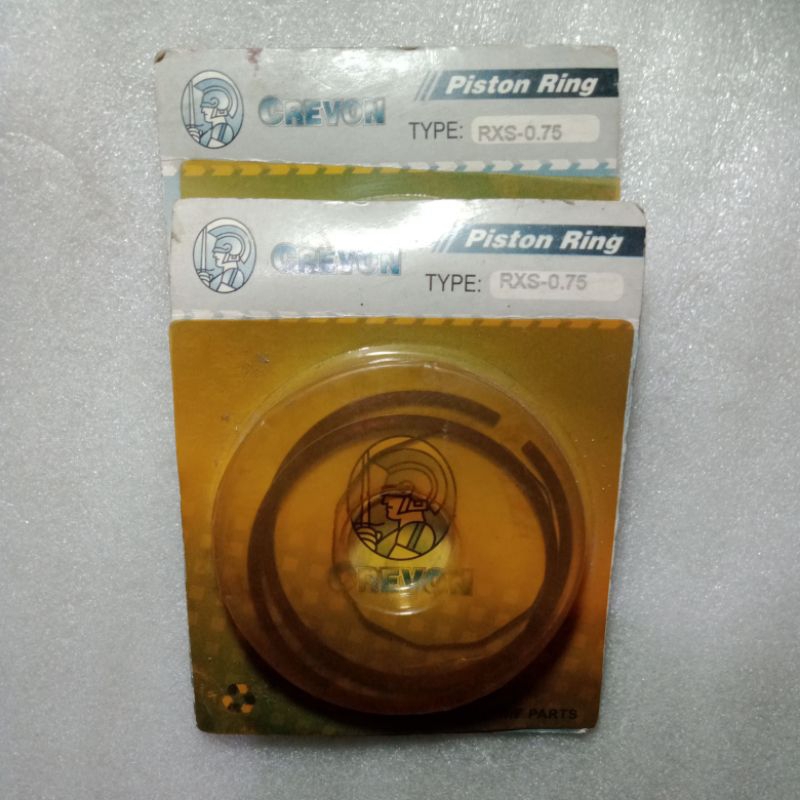 CREVON
Piston Ring
TYPE: RXS-0.75
CREVON
Piston Ring
TYPE: RXS-0.75
CREVON
PARTS